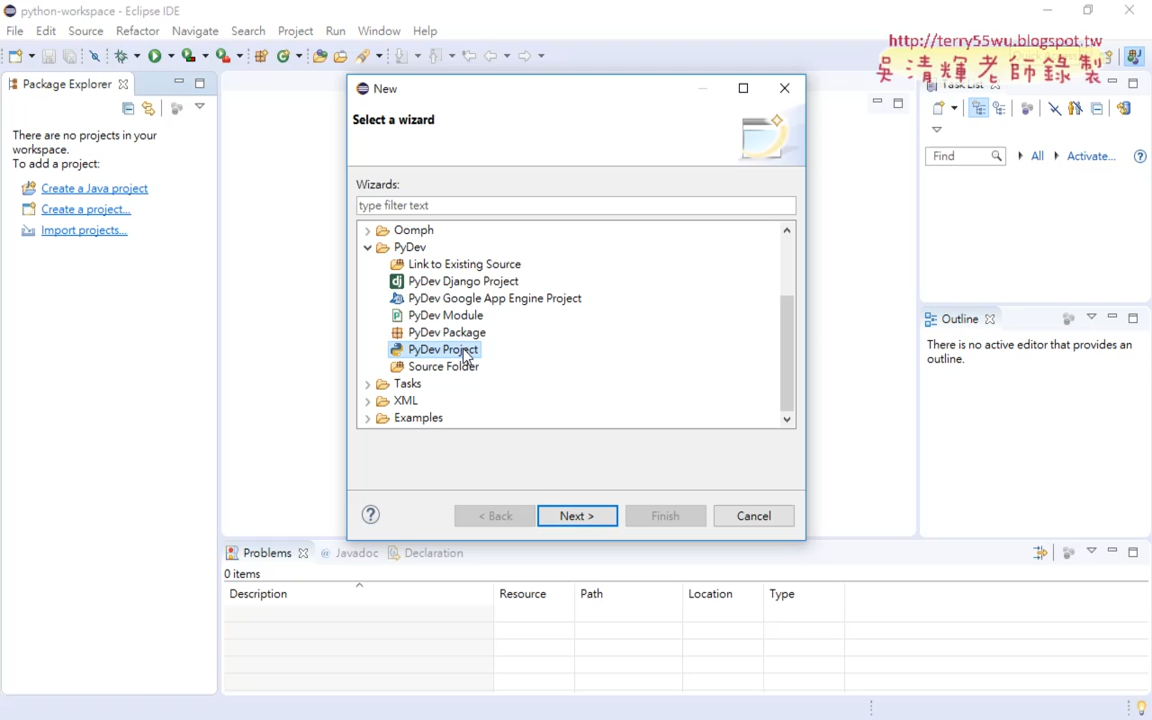 python-workspace - Eclipse IDE
File Edit Source Refactor Navigate Search Project Run Window Help
http://terry55wu.blogspot.tw
吳清輝老師錄製
Package Explorer
There are no projects in your
workspace.
To add a project:
Create a Java project
Create a project...
Import projects...
New
Select a wizard
Wizards:
type filter text
Oomph
PyDev
Link to Existing Source
PyDev Django Project
PyDev Google App Engine Project
PyDev Module
PyDev Package
PyDev Project
Source Folder
Tasks
XML
Examples
< Back Next > Finish Cancel
Task List
Find All Activate...
Outline
There is no active editor that provides an
outline.
Problems Javadoc Declaration
0 items
Description Resource Path Location Type